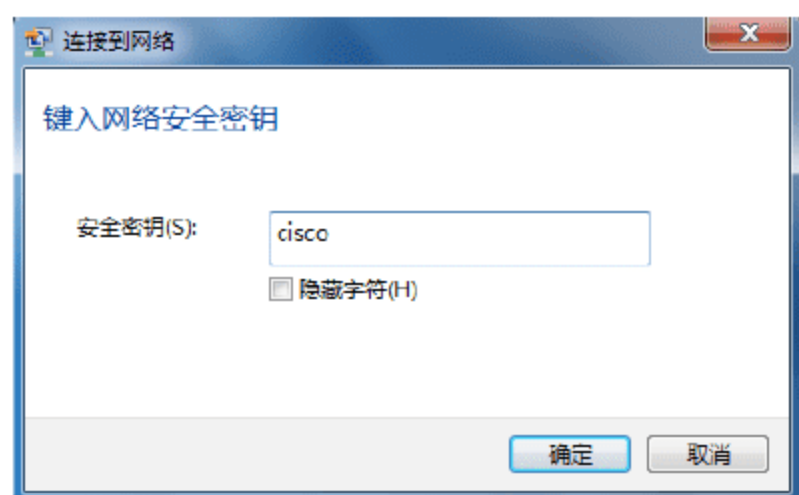 连接到网络
键入网络安全密钥
安全密钥(S):
cisco
隐藏字符(H)
确定
取消